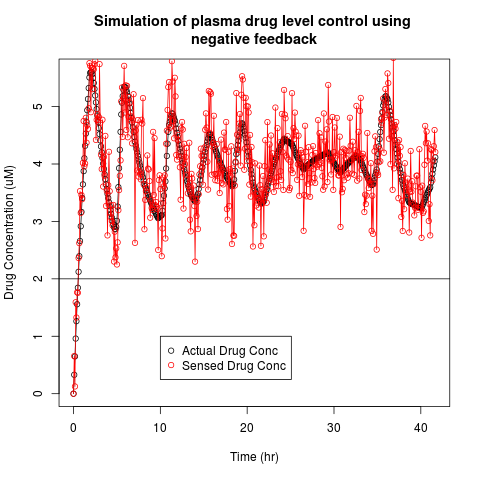 Simulation of plasma drug level control using
negative feedback
Drug Concentration (uM)
5
4
3
2
1
0
Actual Drug Conc
Sensed Drug Conc
0 10 20 30 40
Time (hr)